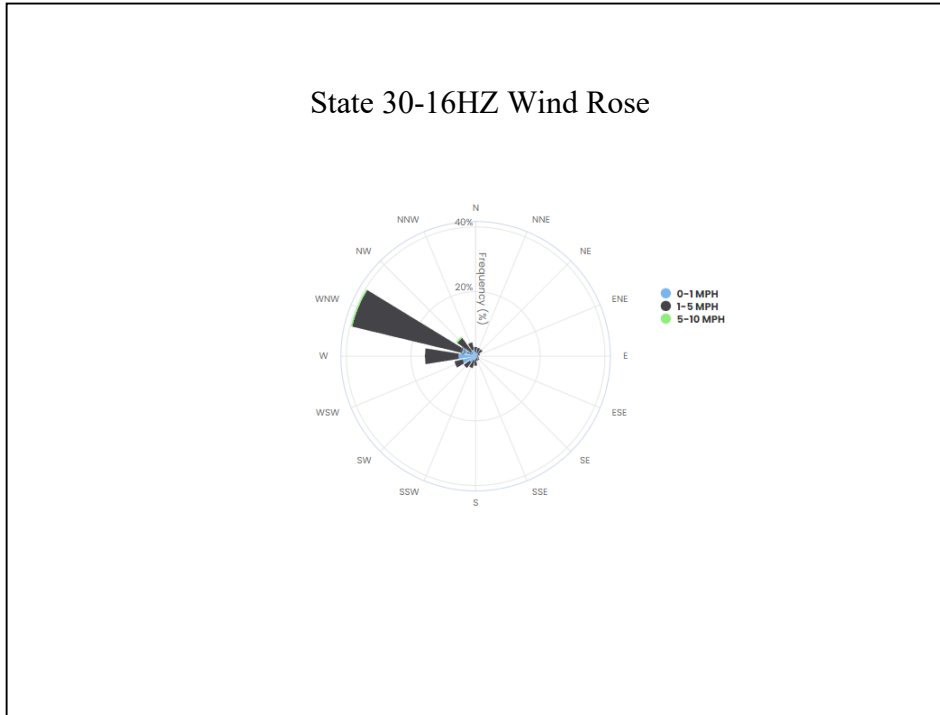 State 30-16HZ Wind Rose
N
NNE
NE
ENE
E
ESE
SE
SSE
S
SSW
SW
WSW
W
WNW
NW
NNW
40%
20%
Frequency (%)
0-1 MPH
1-5 MPH
5-10 MPH